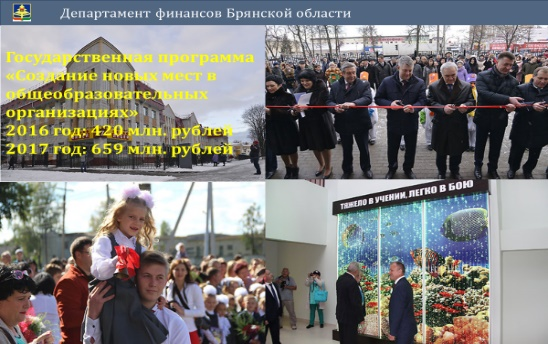 Департамент финансов Брянской области
Государственная программа
«Создание новых мест в
общеобразовательных
организациях»
2016 год: 420 млн. рублей
2017 год: 659 млн. рублей
ТЯЖЕЛО В УЧЕНИИ, ЛЕГКО В БОЮ